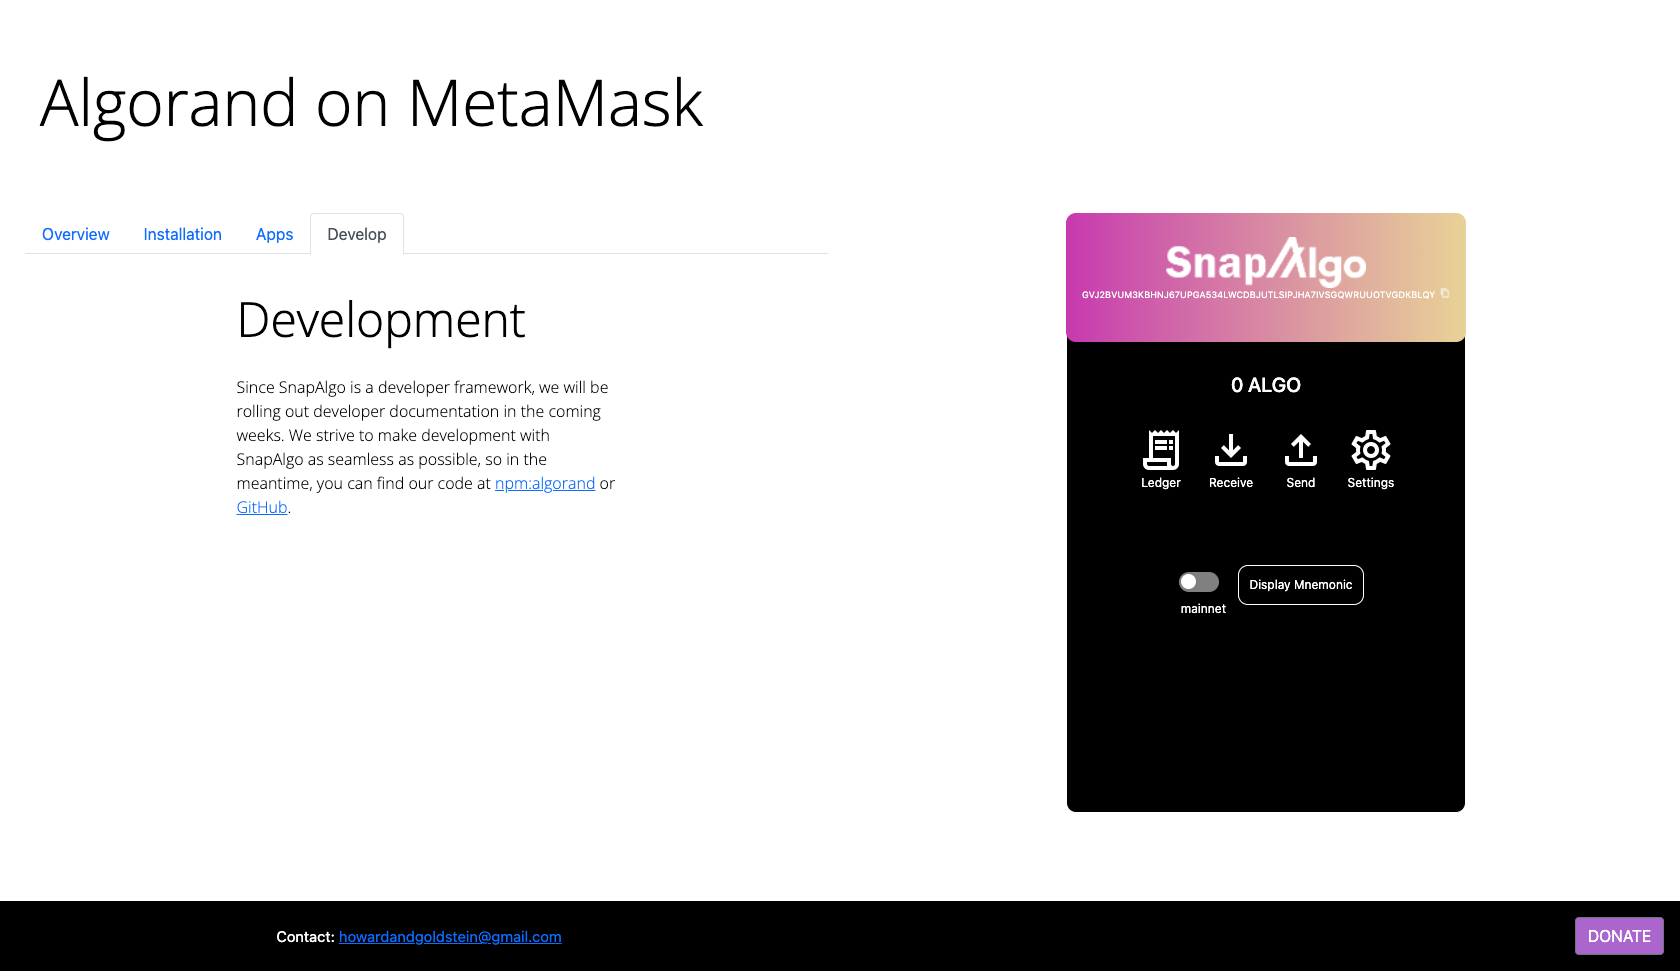 Algorand on MetaMask
Overview Installation Apps Develop
Development
Since SnapAlgo is a developer framework, we will be
rolling out developer documentation in the coming
weeks. We strive to make development with
SnapAlgo as seamless as possible, so in the
meantime, you can find our code at npm:algorand or
GitHub.
SnapAlgo
GVJ2BVUM3KBHNJ67UPGA534LWCDBJUTLSIPJHA7IVSGQWRUUOTVGDKBLQY
0 ALGO
Ledger Receive Send Settings
Display Mnemonic
mainnet
Contact: howardandgoldstein@gmail.com
DONATE